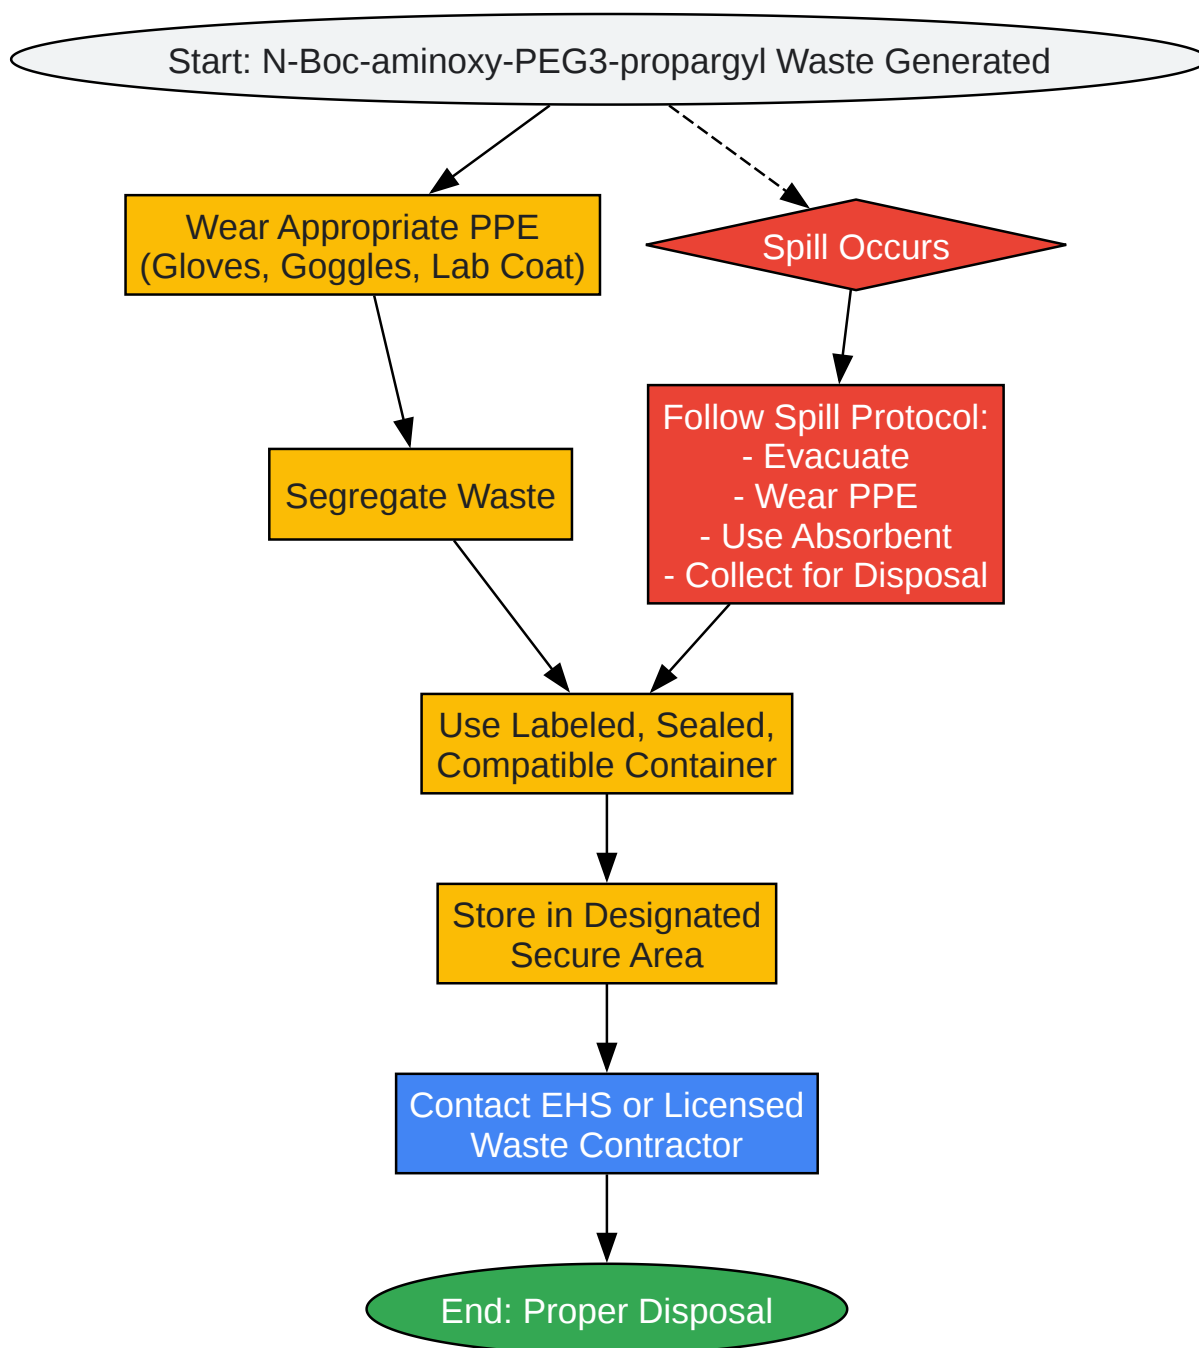 Start: N-Boc-aminoxy-PEG3-propargyl Waste Generated
Wear Appropriate PPE
(Gloves, Goggles, Lab Coat)
Spill Occurs
Segregate Waste
Follow Spill Protocol:
- Evacuate
- Wear PPE
- Use Absorbent
- Collect for Disposal
Use Labeled, Sealed,
Compatible Container
Store in Designated
Secure Area
Contact EHS or Licensed
Waste Contractor
End: Proper Disposal